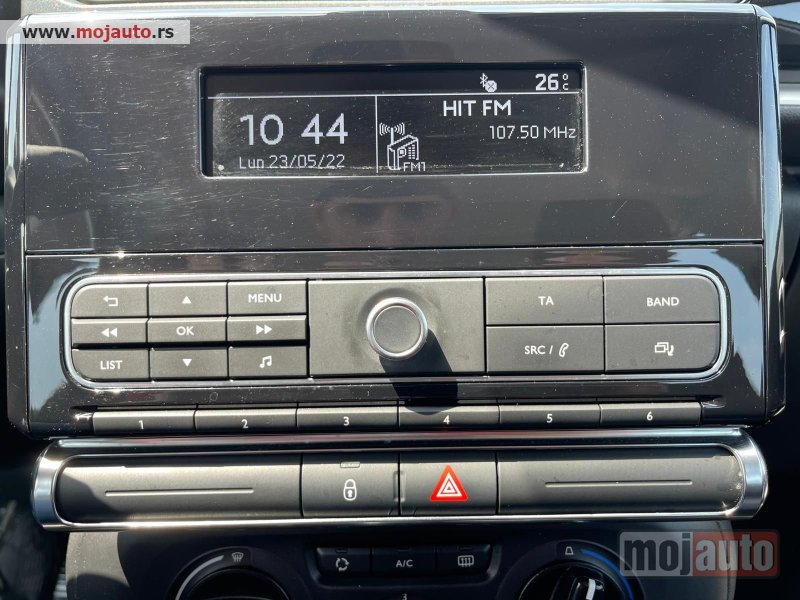 www.mojauto.rs
26°C
HIT FM
10 44
107.50 MHz
Lun 23/05/22
FM1
MENU
TA
BAND
OK
LIST
SRC /
1 2 3 4 5 6
A/C
3
mojauto